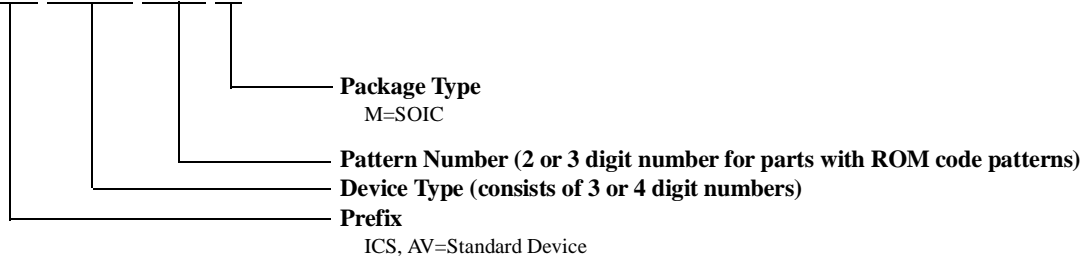 Package Type
M=SOIC
Pattern Number (2 or 3 digit number for parts with ROM code patterns)
Device Type (consists of 3 or 4 digit numbers)
Prefix
ICS, AV=Standard Device